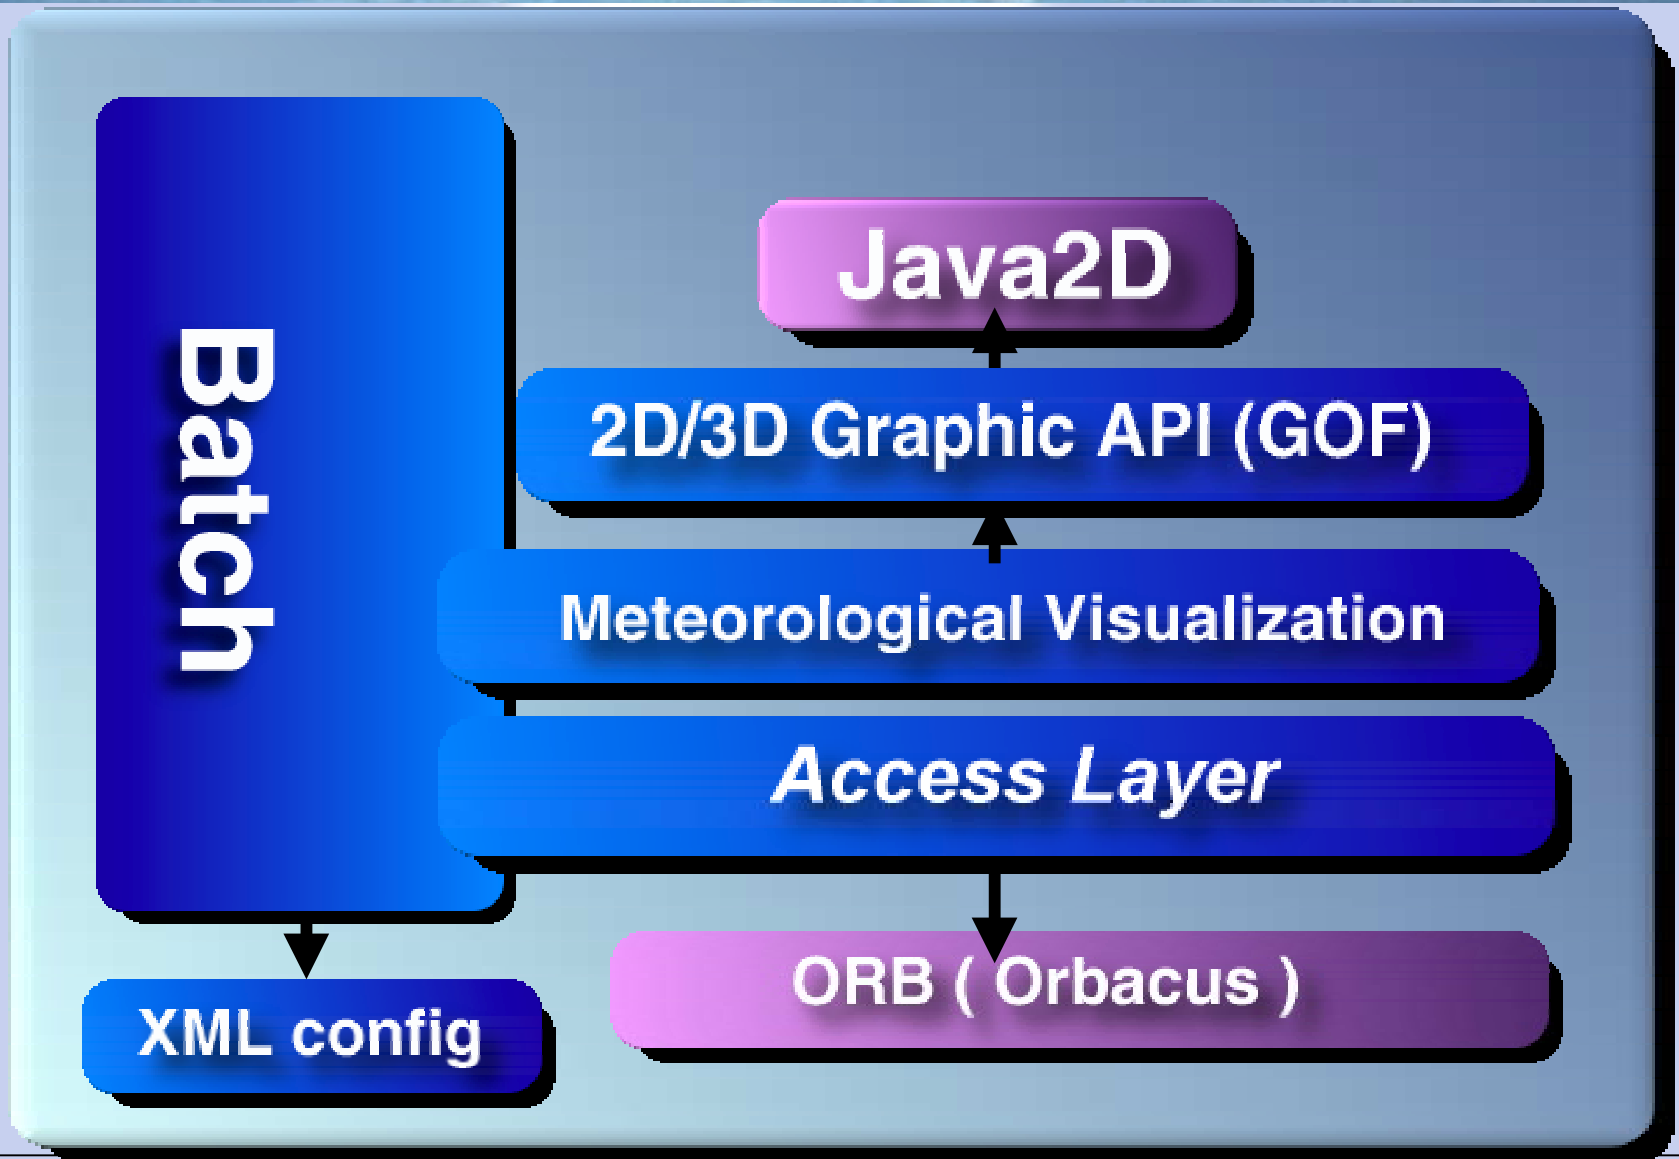 Batch
Java2D
2D/3D Graphic API (GOF)
Meteorological Visualization
Access Layer
ORB ( Orbacus )
XML config